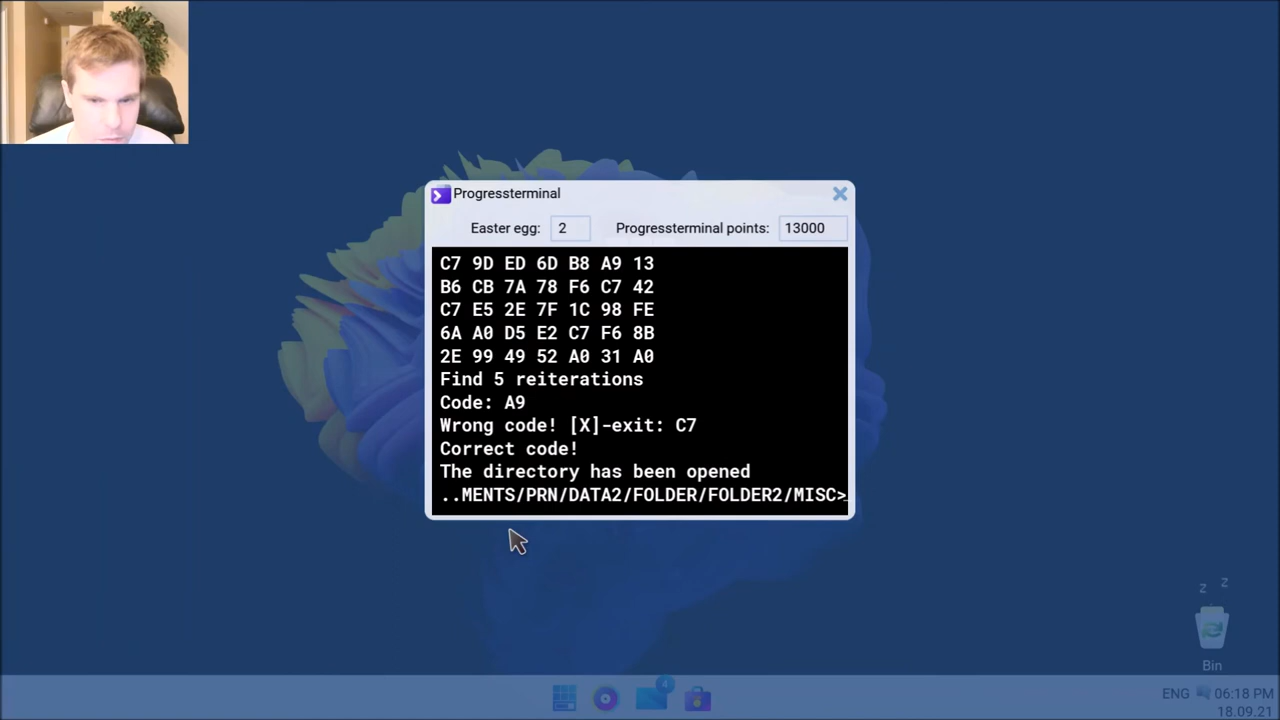 Progressterminal
Easter egg: 2 Progressterminal points: 13000
C7 9D ED 6D B8 A9 13
B6 CB 7A 78 F6 C7 42
C7 E5 2E 7F 1C 98 FE
6A A0 D5 E2 C7 F6 8B
2E 99 49 52 A0 31 A0
Find 5 reiterations
Code: A9
Wrong code! [X]-exit: C7
Correct code!
The directory has been opened
..MENTS/PRN/DATA2/FOLDER/FOLDER2/MISC>_
z z
Bin
4
ENG 06:18 PM
18.09.21